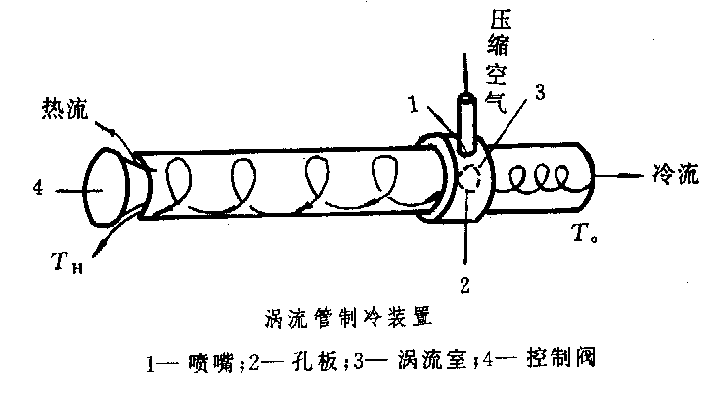 压缩空气
1
3
热流
4
冷流
T_H
T_o
2
涡流管制冷装置
1—喷嘴;2—孔板;3—涡流室;4—控制阀